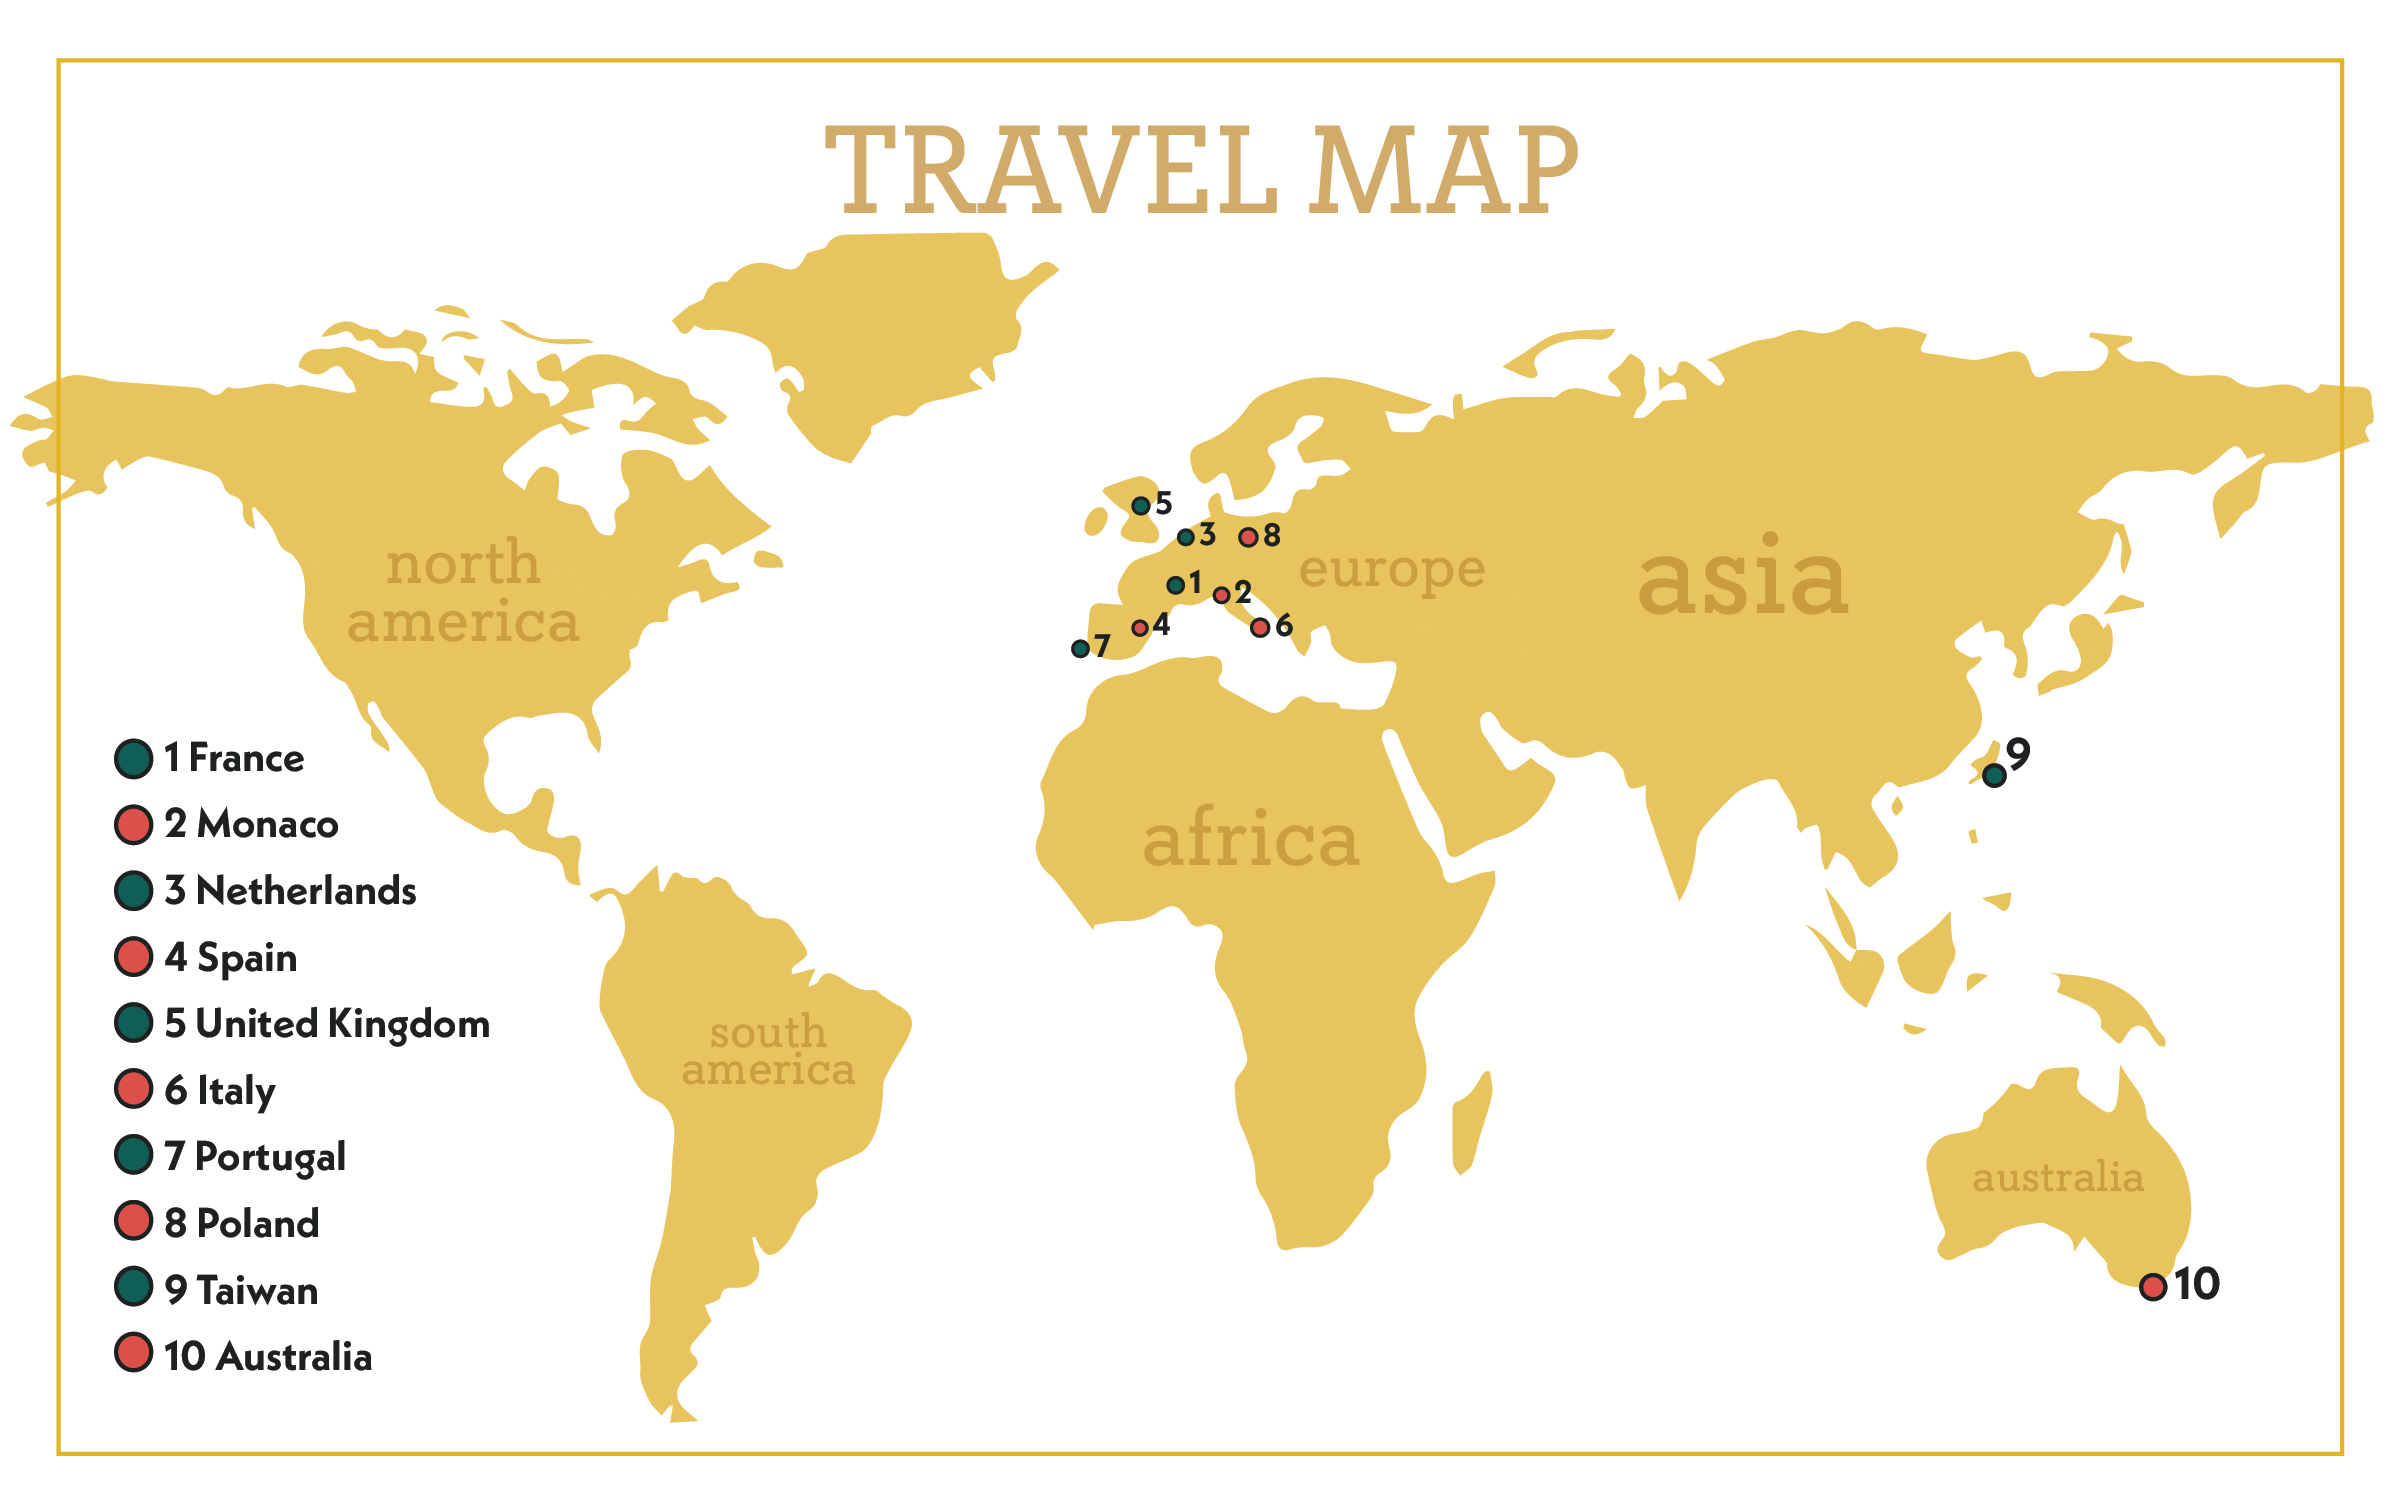 TRAVEL MAP
5
3
8
north
america
europe
asia
1
2
4
6
7
1 France
9
2 Monaco
africa
3 Netherlands
4 Spain
5 United Kingdom
south
america
6 Italy
7 Portugal
australia
8 Poland
9 Taiwan
10
10 Australia